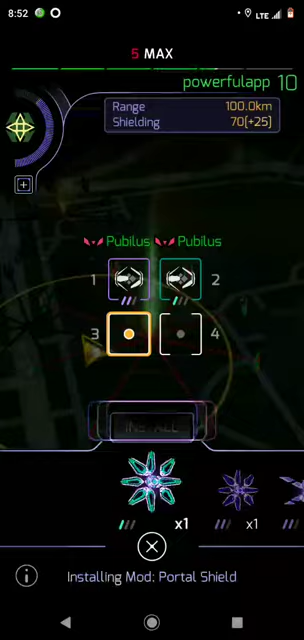 8:52
LTE
5 MAX
powerfulapp 10
Range 100.0km
Shielding 70[+25]
Pubilus Pubilus
1 2
3 4
INSTALL
x1 x1
Installing Mod: Portal Shield